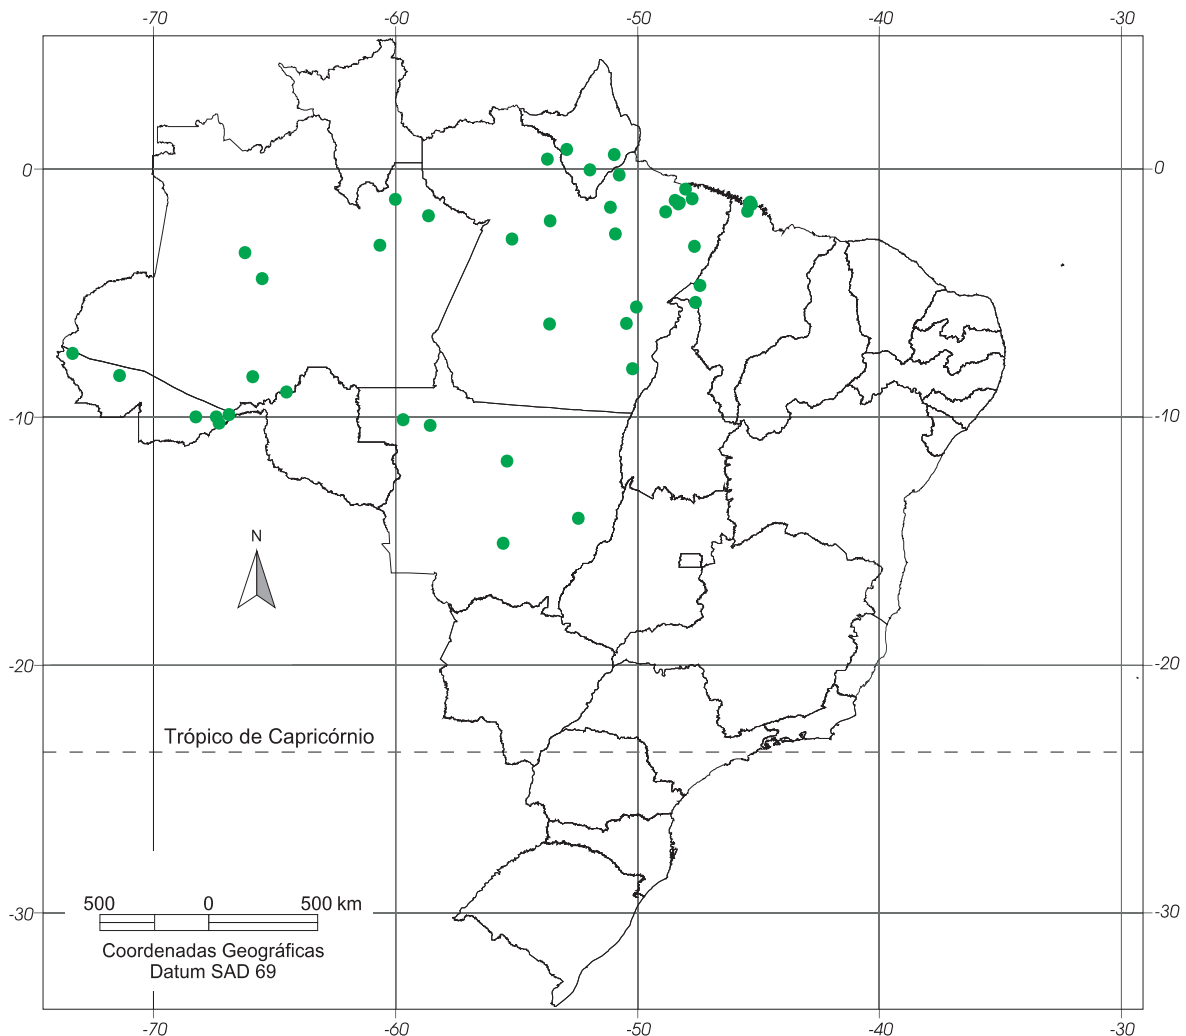 -70 -60 -50 -40 -30
0 0
-10 -10
N
-20 -20
Trópico de Capricórnio
500 0 500 km
-30 -30
Coordenadas Geográficas
Datum SAD 69
-70 -60 -50 -40 -30